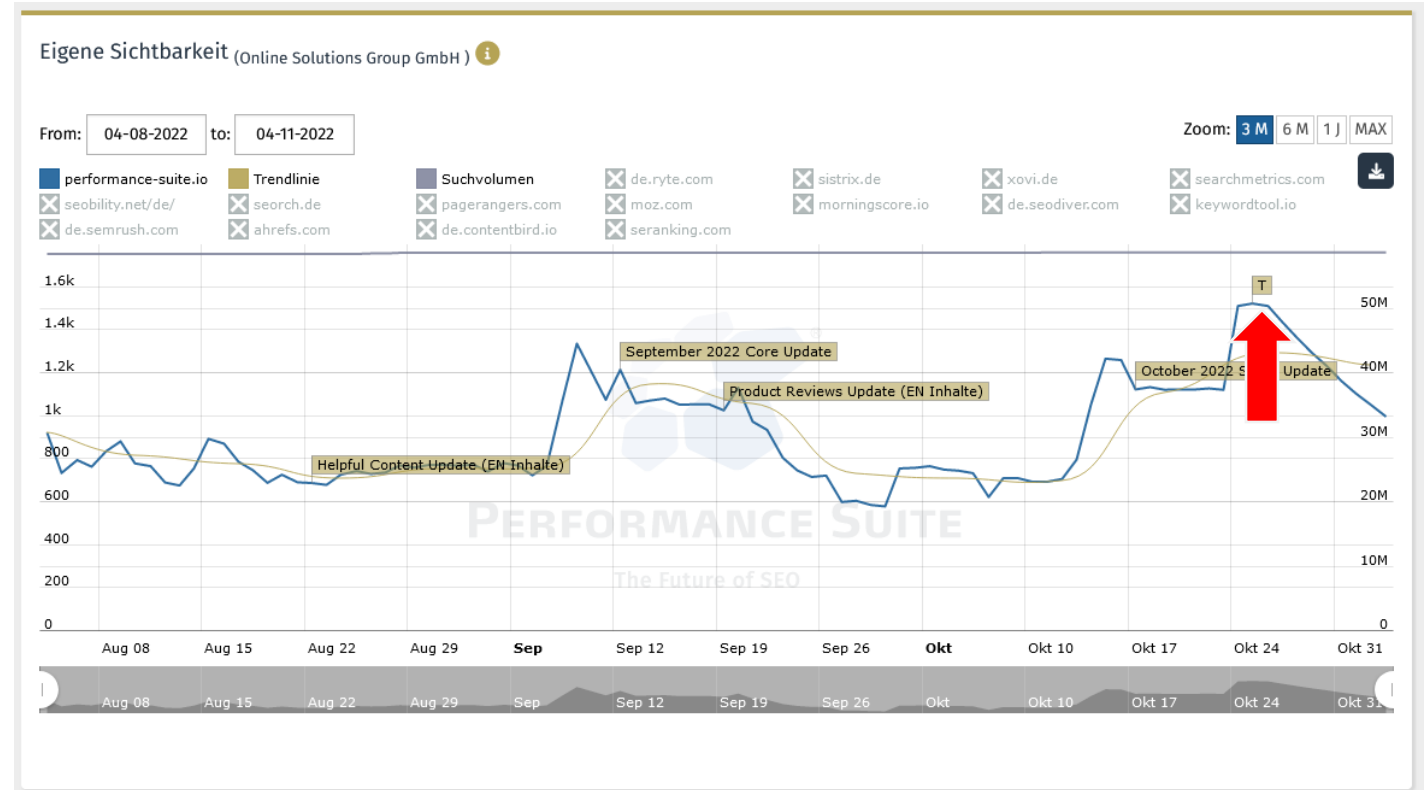 Eigene Sichtbarkeit (Online Solutions Group GmbH ) i
From: 04-08-2022 to: 04-11-2022 Zoom: 3 M 6 M 1 J MAX
performance-suite.io Trendlinie Suchvolumen de.ryte.com sistrix.de xovi.de searchmetrics.com
seobility.net/de/ seorch.de pagerangers.com moz.com morningscore.io de.seodiver.com keywordtool.io
de.semrush.com ahrefs.com de.contentbird.io seranking.com
1.6k
T
50M
1.4k
September 2022 Core Update
1.2k
October 2022 S Update
40M
Product Reviews Update (EN Inhalte)
1k
30M
800
Helpful Content Update (EN Inhalte)
600
20M
PERFORMANCE SUITE
400
10M
The Future of SEO
200
0 0
Aug 08 Aug 15 Aug 22 Aug 29 Sep Sep 12 Sep 19 Sep 26 Okt Okt 10 Okt 17 Okt 24 Okt 31
Aug 08 Aug 15 Aug 22 Aug 29 Sep Sep 12 Sep 19 Sep 26 Okt Okt 10 Okt 17 Okt 24 Okt 31